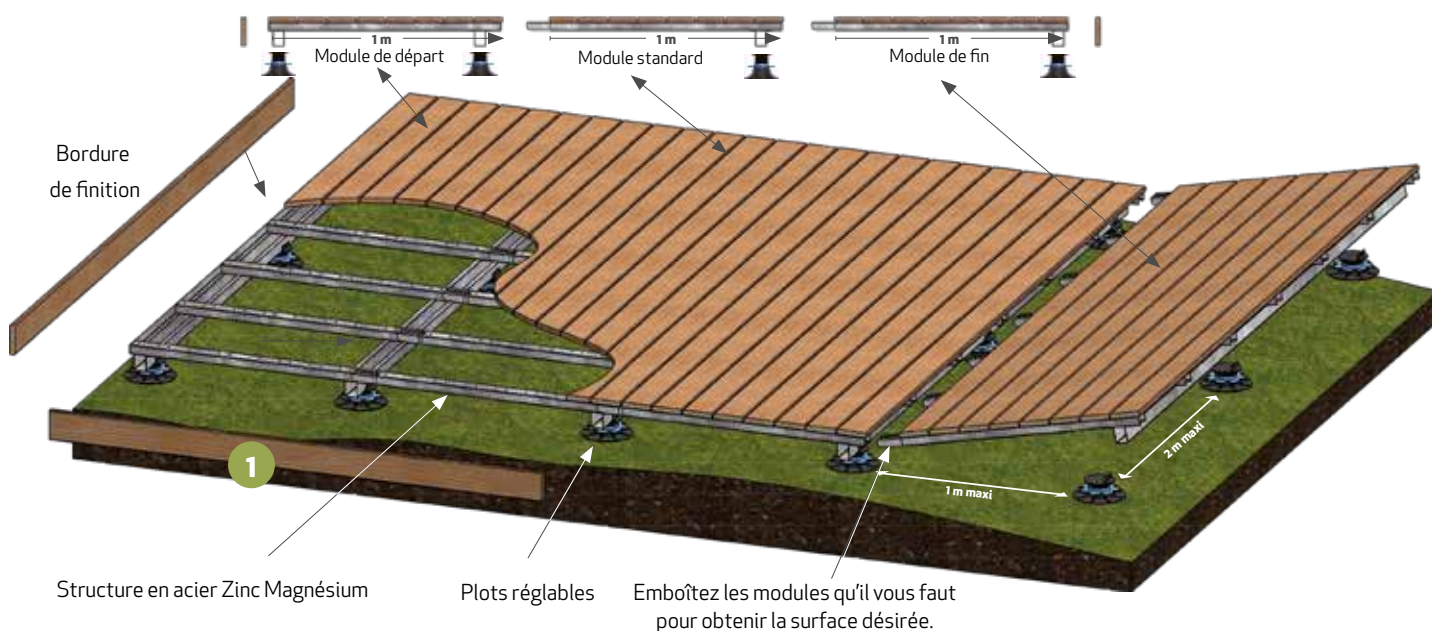 1 m
1 m
1 m
Module de départ
Module standard
Module de fin
Bordure
de finition
2 m maxi
1
1 m maxi
Structure en acier Zinc Magnésium
Plots réglables
Emboîtez les modules qu'il vous faut
pour obtenir la surface désirée.